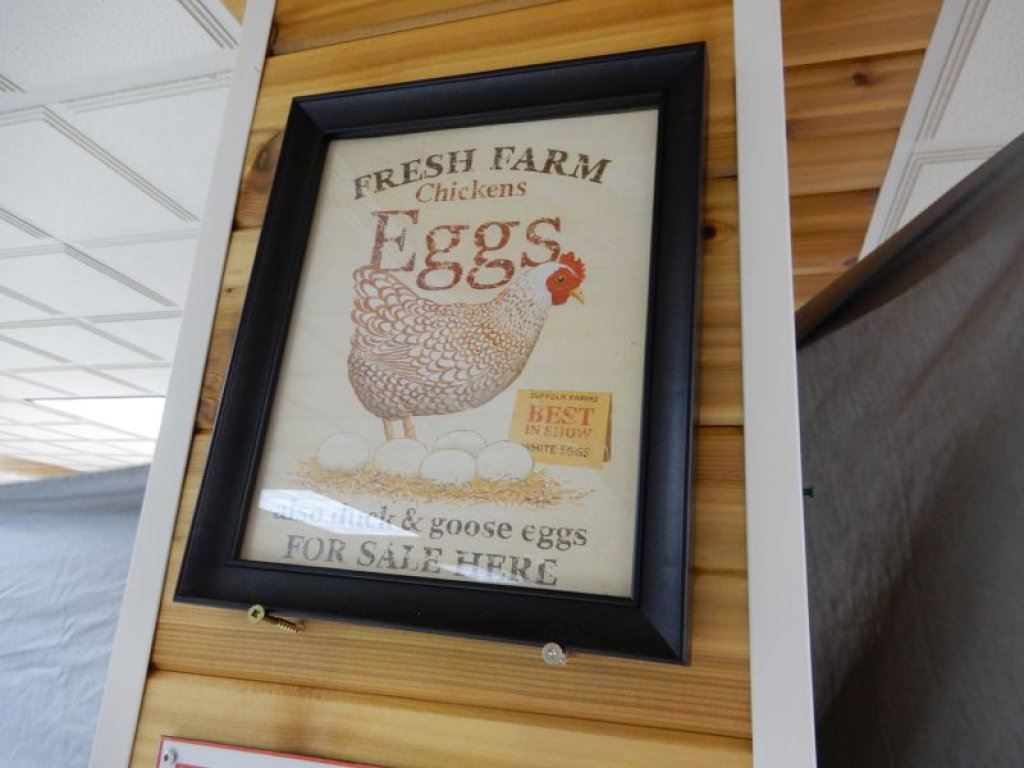 FRESH FARM
Chickens
Eggs
SUFFOLK FARMS
BEST
IN SHOW
WHITE EGGS
also duck & goose eggs
FOR SALE HERE